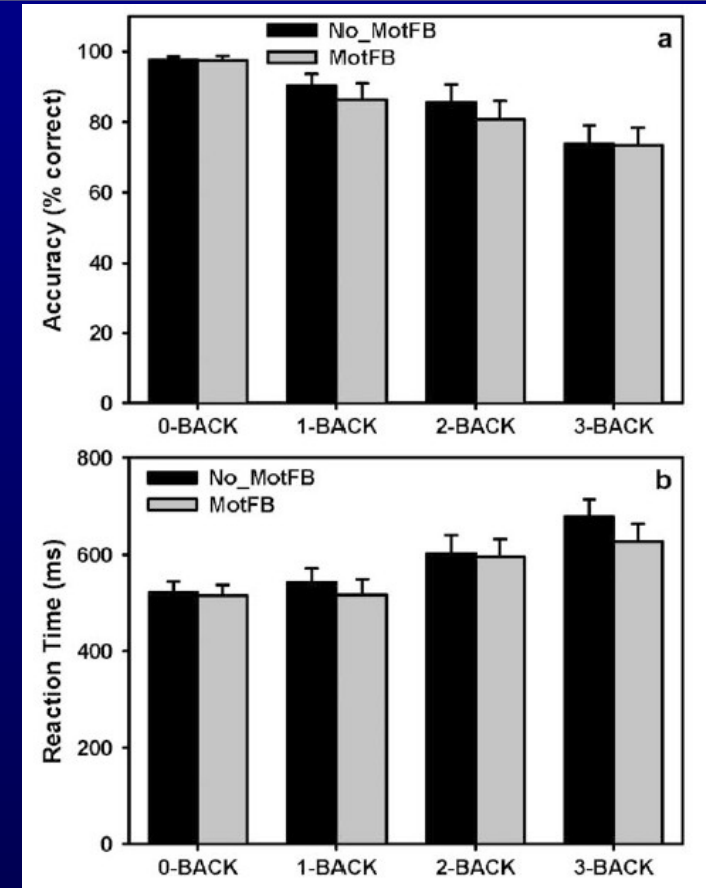 No_MotFB
MotFB
a
Accuracy (% correct)
100
80
60
40
20
0
0-BACK 1-BACK 2-BACK 3-BACK
No_MotFB
MotFB
b
Reaction Time (ms)
800
600
400
200
0
0-BACK 1-BACK 2-BACK 3-BACK